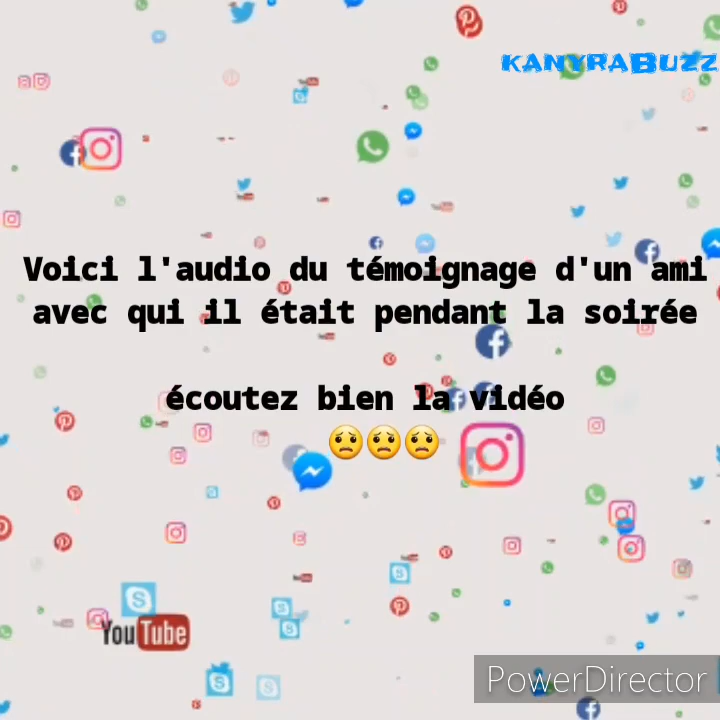 KANYRABUZZ
Voici l'audio du témoignage d'un ami
avec qui il était pendant la soirée
écoutez bien la vidéo
😟😟😟
YouTube
PowerDirector